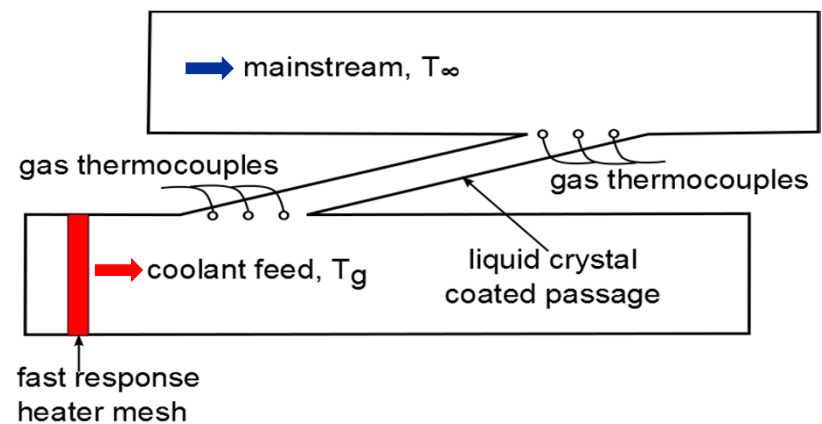 mainstream, T∞
gas thermocouples
gas thermocouples
coolant feed, Tg
liquid crystal
coated passage
fast response
heater mesh